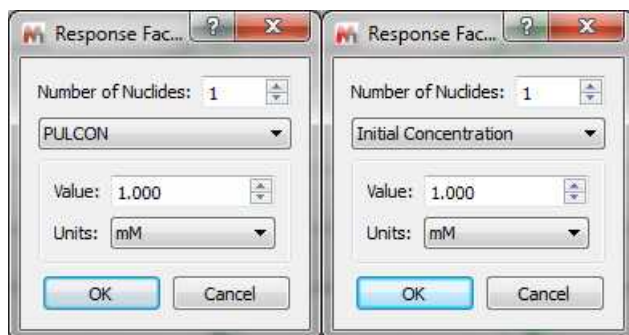 Response Fac...
Number of Nuclides: 1
PULCON
Value: 1.000
Units: mM
OK Cancel
Response Fac...
Number of Nuclides: 1
Initial Concentration
Value: 1.000
Units: mM
OK Cancel